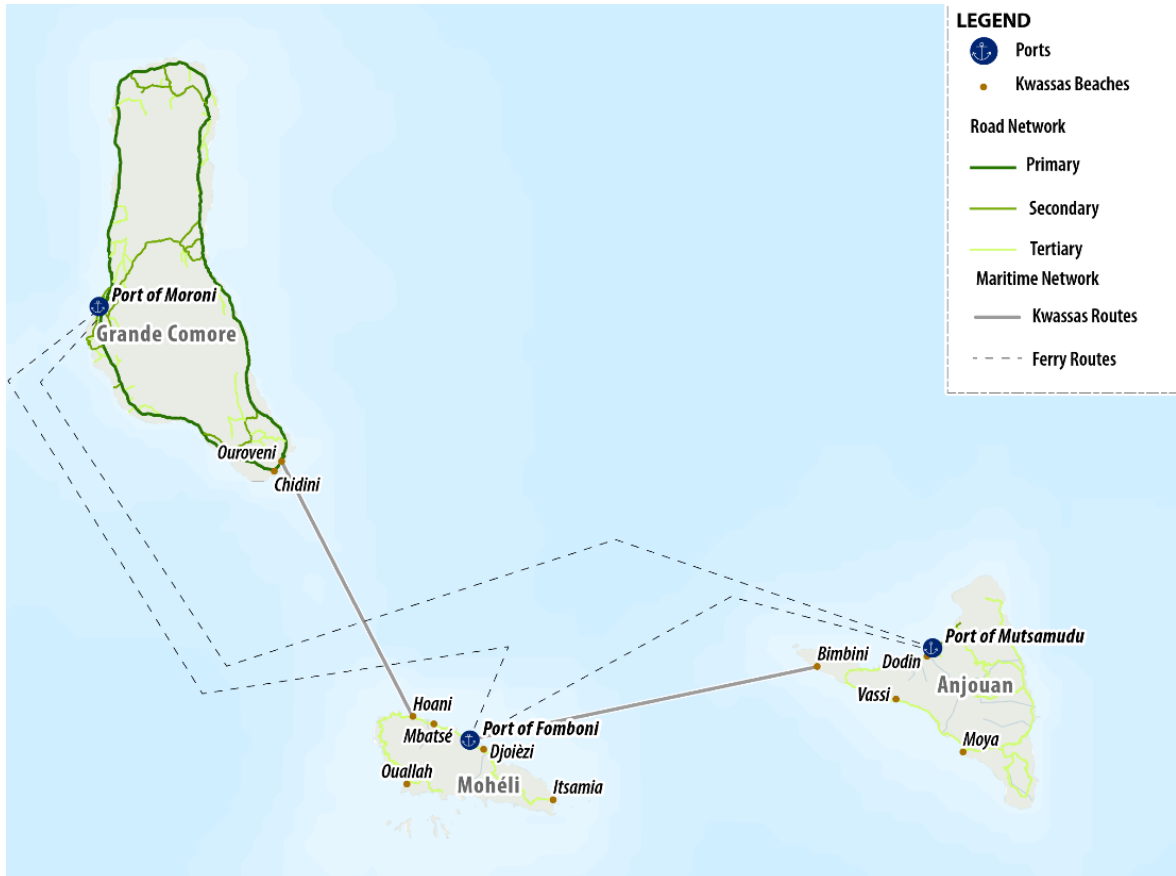 LEGEND
Ports
Kwassas Beaches
Road Network
Primary
Secondary
Tertiary
Maritime Network
Kwassas Routes
Ferry Routes
Port of Moroni
Grande Comore
Ouroveni
Chidini
Hoani
Mbatsé
Port of Fomboni
Djoièzi
Ouallah
Mohéli
Itsamia
Bimbini
Dodin
Port of Mutsamudu
Vassi
Anjouan
Moya